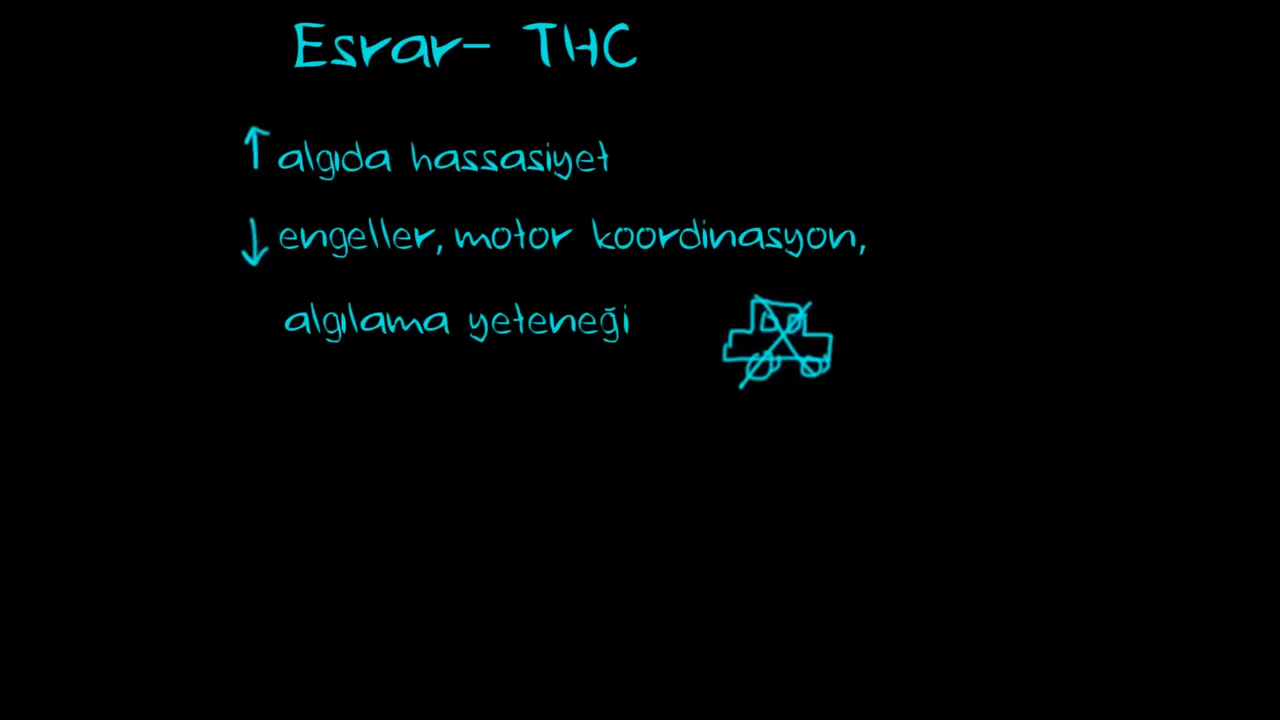 Esrar- THC
↑ algıda hassasiyet
↓ engeller, motor koordinasyon,
algılama yeteneği